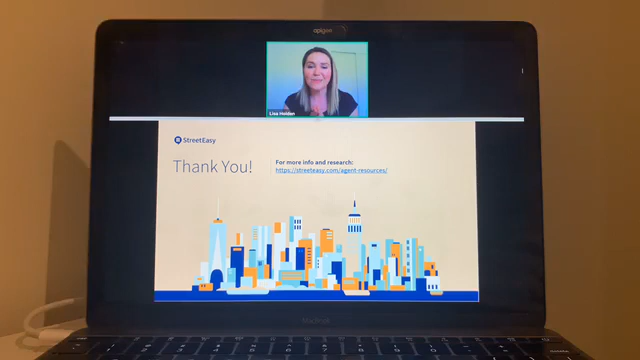 apigee
Lisa Holden
StreetEasy
Thank You!
For more info and research:
https://streeteasy.com/agent-resources/
MacBook